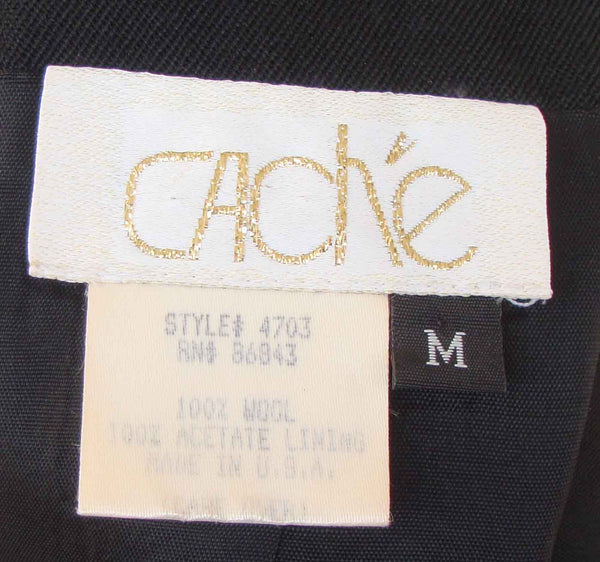 CAché
STYLE# 4703
RN# 86843
M
100% WOOL
100% ACETATE LINING
MADE IN U.S.A.